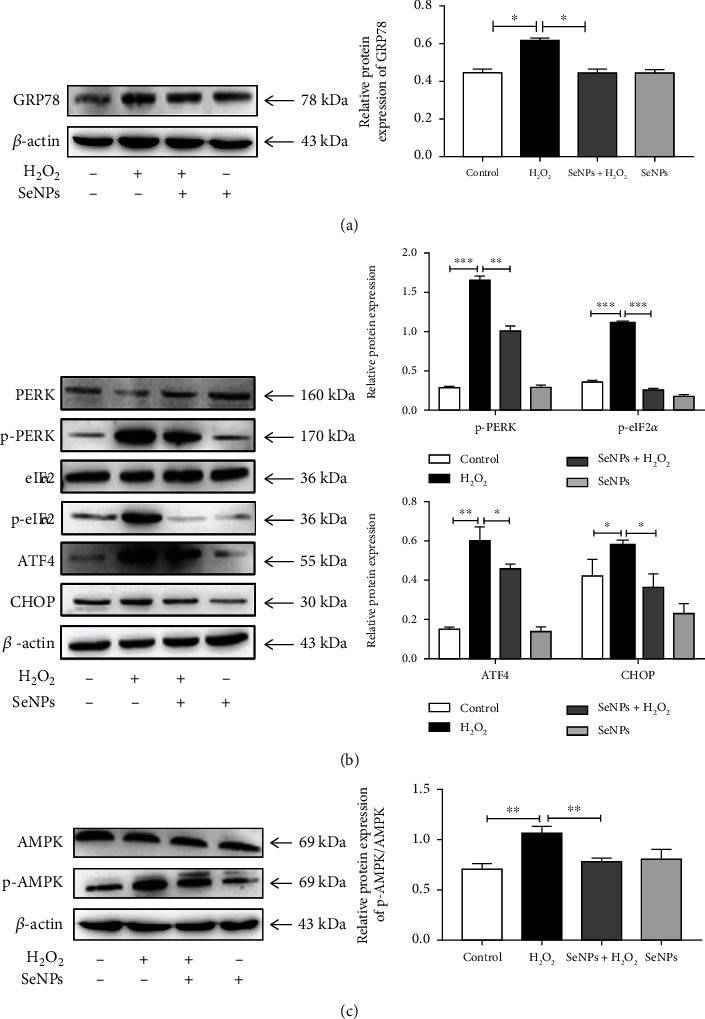 GRP78
78 kDa
β-actin
43 kDa
H₂O₂ – + + –
SeNPs – – + +
Relative protein
expression of GRP78
0.8
0.6
0.4
0.2
0.0
* *
Control H₂O₂ SeNPs + H₂O₂ SeNPs
(a)
PERK
160 kDa
p-PERK
170 kDa
eIF2α
36 kDa
p-eIF2α
36 kDa
ATF4
55 kDa
CHOP
30 kDa
β -actin
43 kDa
H₂O₂ – + + –
SeNPs – – + +
Relative protein expression
2.0
1.5
1.0
0.5
0.0
*** **
*** ***
p-PERK p-eIF2α
Control SeNPs + H₂O₂
H₂O₂ SeNPs
Relative protein expression
0.8
0.6
0.4
0.2
0.0
** *
* *
ATF4 CHOP
Control SeNPs + H₂O₂
H₂O₂ SeNPs
(b)
AMPK
69 kDa
p-AMPK
69 kDa
β-actin
43 kDa
H₂O₂ – + + –
SeNPs – – + +
Relative protein expression
of p-AMPK/AMPK
1.5
1.0
0.5
0.0
** **
Control H₂O₂ SeNPs + H₂O₂ SeNPs
(c)